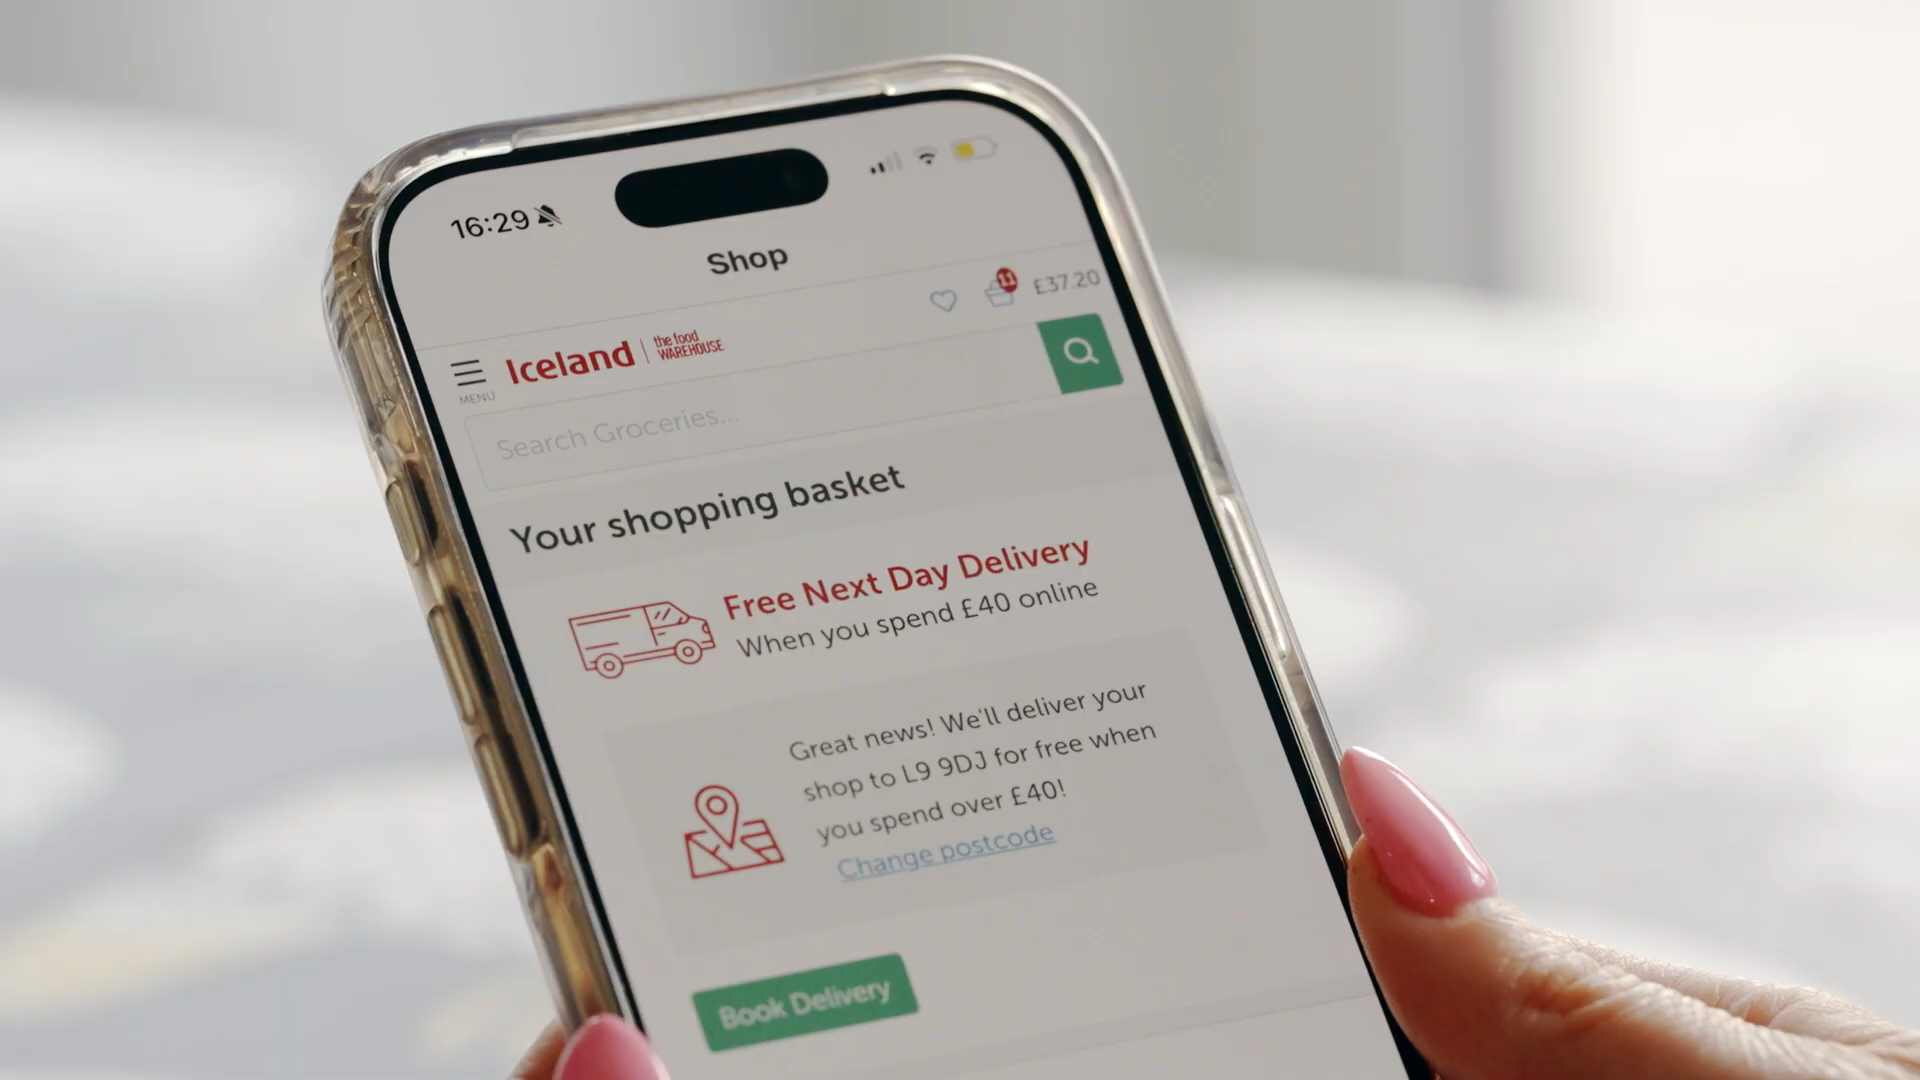 16:29
Shop
11 £37.20
MENU
Iceland the food
WAREHOUSE
Search Groceries...
Your shopping basket
Free Next Day Delivery
When you spend £40 online
Great news! We'll deliver your
shop to L9 9DJ for free when
you spend over £40!
Change postcode
Book Delivery